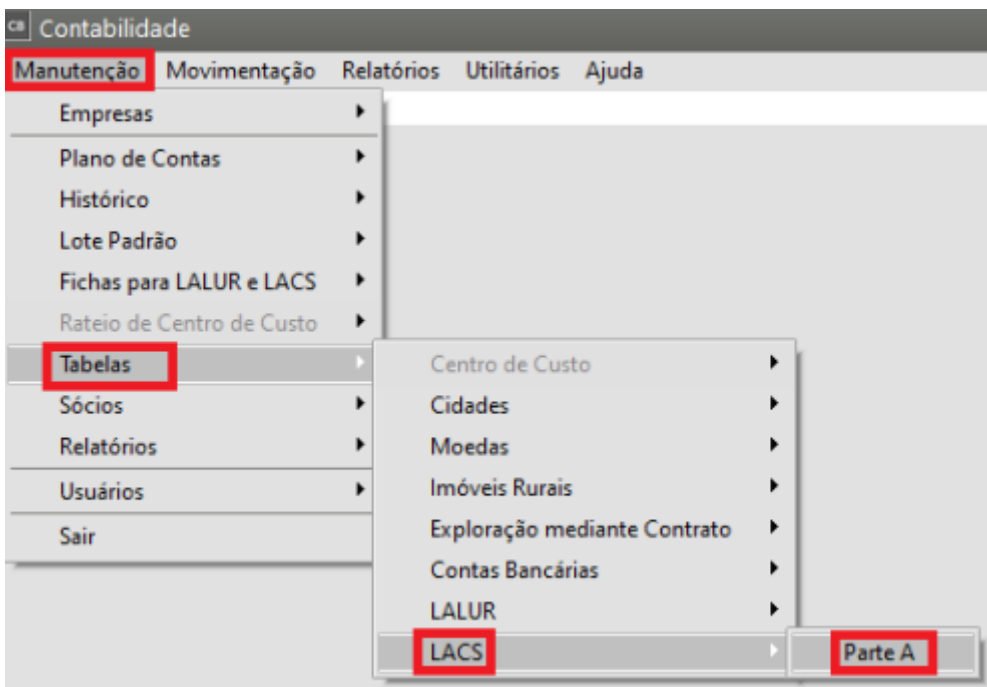 CB Contabilidade
Manutenção Movimentação Relatórios Utilitários Ajuda
Empresas
Plano de Contas
Histórico
Lote Padrão
Fichas para LALUR e LACS
Rateio de Centro de Custo
Tabelas
Sócios
Relatórios
Usuários
Sair
Centro de Custo
Cidades
Moedas
Imóveis Rurais
Exploração mediante Contrato
Contas Bancárias
LALUR
LACS
Parte A